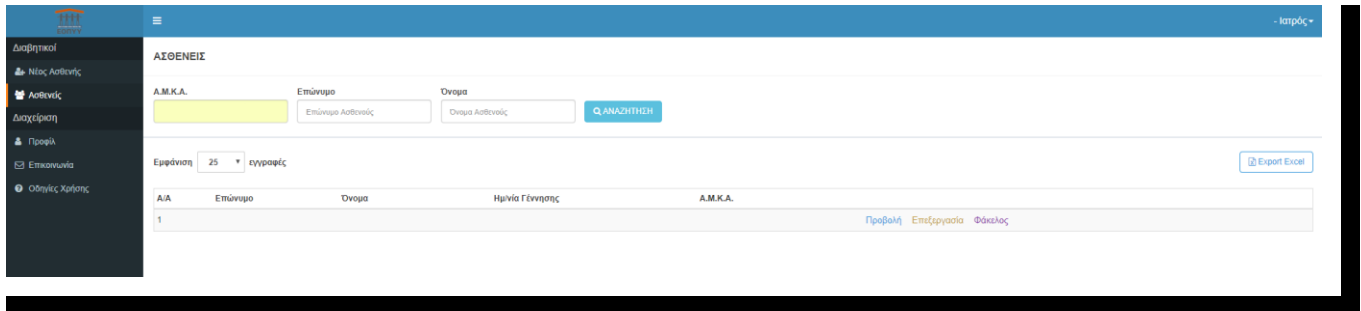 ΕΟΠΥΥ
- Ιατρός
Διαβητικοί
Νέος Ασθενής
Ασθενείς
Διαχείριση
Προφίλ
Επικοινωνία
Οδηγίες Χρήσης
ΑΣΘΕΝΕΙΣ
Α.Μ.Κ.Α. Επώνυμο Όνομα
Επώνυμο Ασθενούς Όνομα Ασθενούς ΑΝΑΖΗΤΗΣΗ
Εμφάνιση 25 εγγραφές Export Excel
Α/Α Επώνυμο Όνομα Ημ/νία Γέννησης Α.Μ.Κ.Α.
1 Προβολή Επεξεργασία Φάκελος